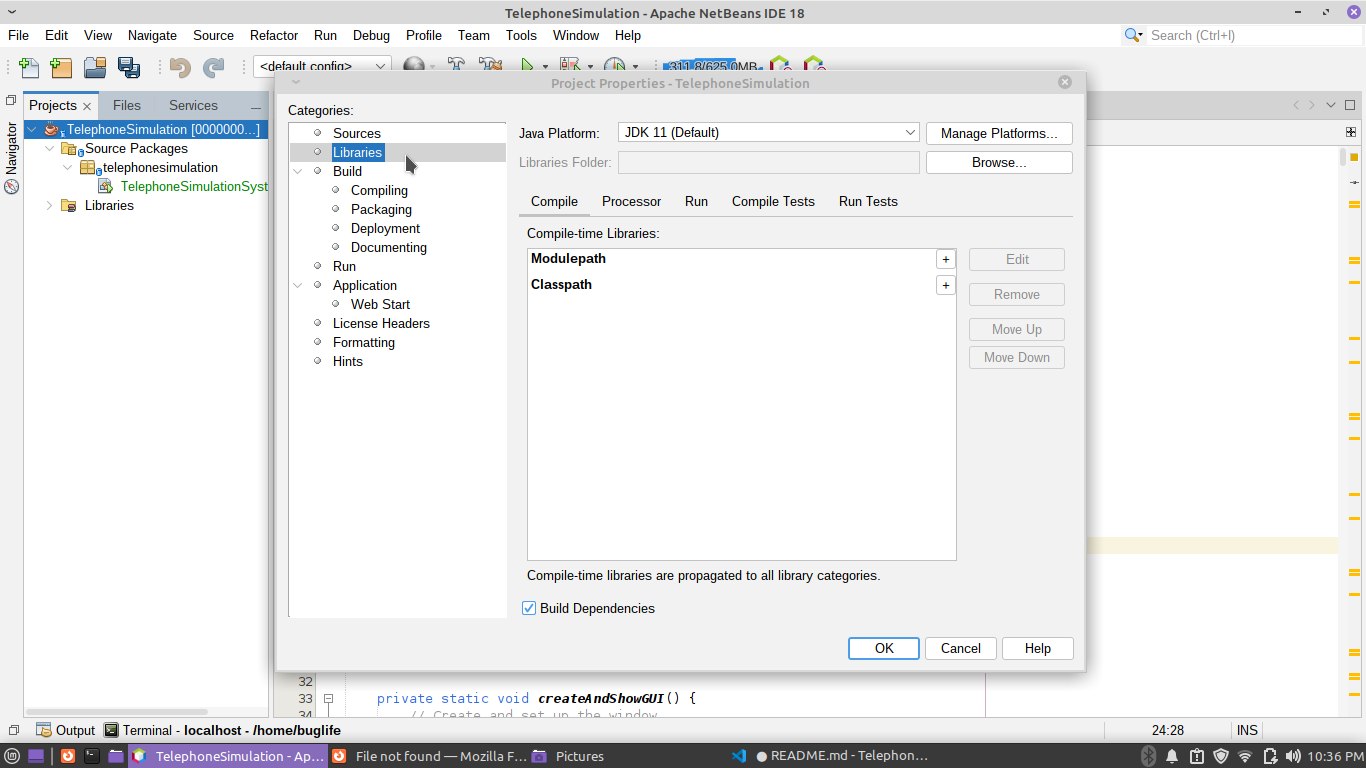 TelephoneSimulation - Apache NetBeans IDE 18
File Edit View Navigate Source Refactor Run Debug Profile Team Tools Window Help
Search (Ctrl+I)
<default config>
311.8/625.0MB
Projects Files Services
Navigator
TelephoneSimulation [0000000...]
Source Packages
telephonesimulation
TelephoneSimulationSyst
Libraries
Project Properties - TelephoneSimulation
Categories:
Sources
Libraries
Build
Compiling
Packaging
Deployment
Documenting
Run
Application
Web Start
License Headers
Formatting
Hints
Java Platform: JDK 11 (Default) Manage Platforms...
Libraries Folder: Browse...
Compile Processor Run Compile Tests Run Tests
Compile-time Libraries:
Modulepath +
Classpath +
Edit
Remove
Move Up
Move Down
Compile-time libraries are propagated to all library categories.
Build Dependencies
OK Cancel Help
32
33 private static void createAndShowGUI() {
34 // Create and set up the window
Output Terminal - localhost - /home/buglife
24:28 INS
TelephoneSimulation - Ap... File not found — Mozilla F... Pictures ● README.md - Telephon... 10:36 PM